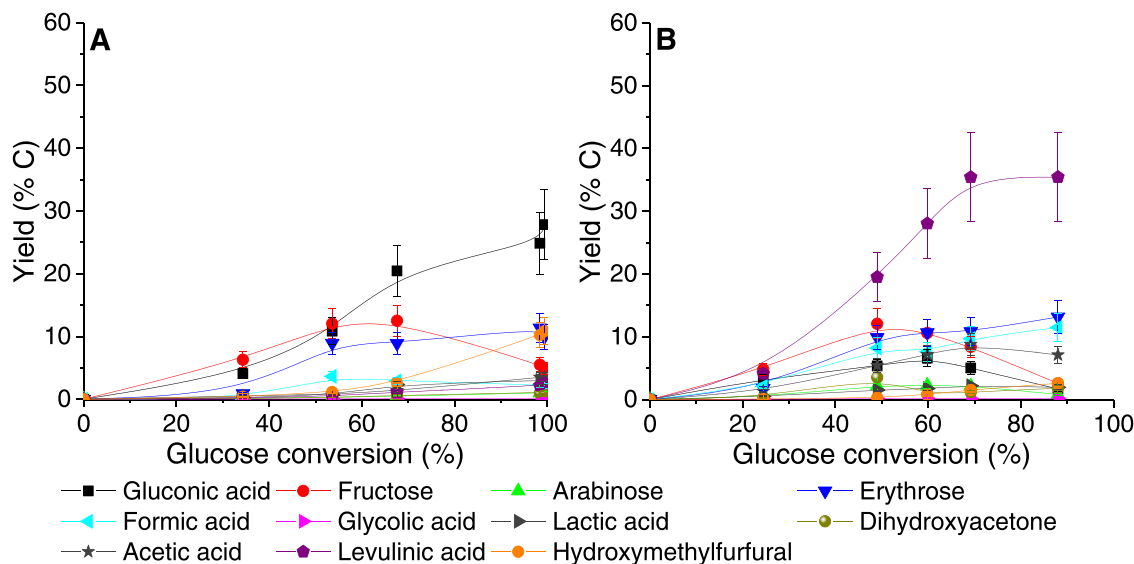 A
B
60
50
40
30
20
10
0
Yield (% C)
0 20 40 60 80 100
Glucose conversion (%)
60
50
40
30
20
10
0
Yield (% C)
0 20 40 60 80 100
Glucose conversion (%)
Gluconic acid Fructose Arabinose Erythrose
Formic acid Glycolic acid Lactic acid Dihydroxyacetone
Acetic acid Levulinic acid Hydroxymethylfurfural